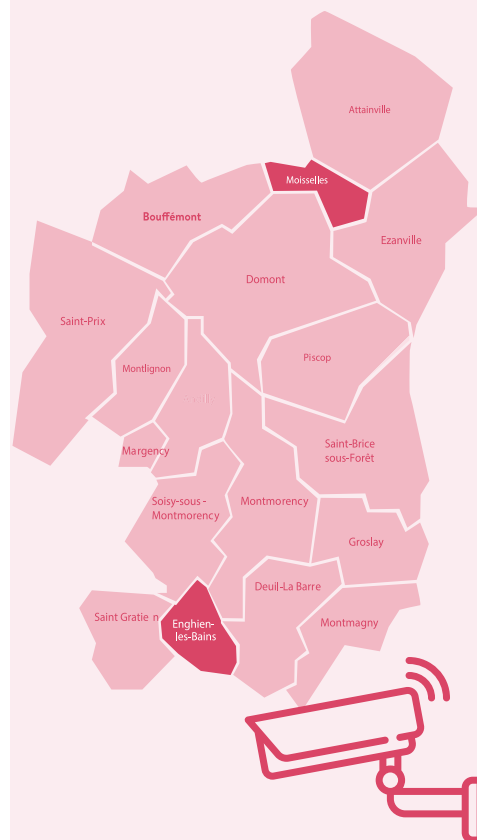 Attainville
Moisselles
Bouffémont
Ezanville
Domont
Saint-Prix
Piscop
Montlignon
Margency
Saint-Brice
sous-Forêt
Soisy-sous -
Montmorency
Montmorency
Groslay
Deuil-La Barre
Saint Gratie n
Enghien-
les-Bains
Montmagny